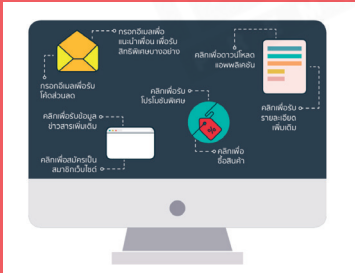 กรอกอีเมลเพื่อ
แนะนำเพื่อน เพื่อรับ
สิทธิพิเศษบางอย่าง
คลิกเพื่อดาวน์โหลด
แอพพลิเคชัน
กรอกอีเมลเพื่อรับ
โค้ดส่วนลด
คลิกเพื่อรับ
โปรโมชันพิเศษ
คลิกเพื่อรับ
รายละเอียด
เพิ่มเติม
คลิกเพื่อรับข้อมูล
ข่าวสารเพิ่มเติม
คลิกเพื่อสมัครเป็น
สมาชิกเว็บไซต์
คลิกเพื่อ
ซื้อสินค้า